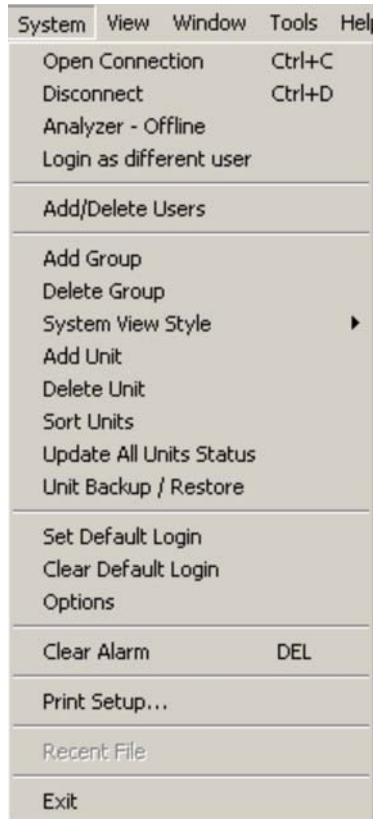 System View Window Tools Hel
Open Connection Ctrl+C
Disconnect Ctrl+D
Analyzer - Offline
Login as different user
Add/Delete Users
Add Group
Delete Group
System View Style
Add Unit
Delete Unit
Sort Units
Update All Units Status
Unit Backup / Restore
Set Default Login
Clear Default Login
Options
Clear Alarm DEL
Print Setup...
Recent File
Exit